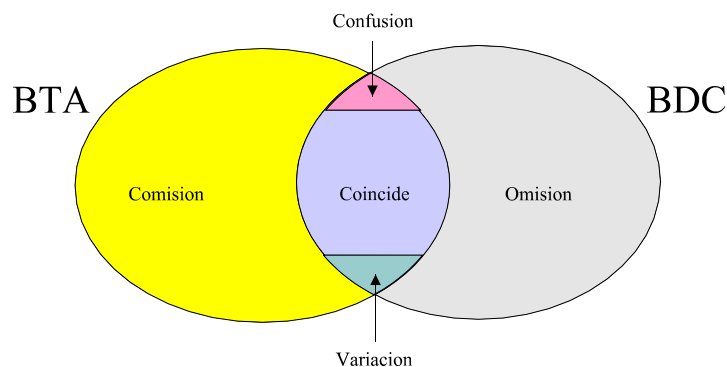 Confusion
BTA
BDC
Comision
Coincide
Omision
Variacion